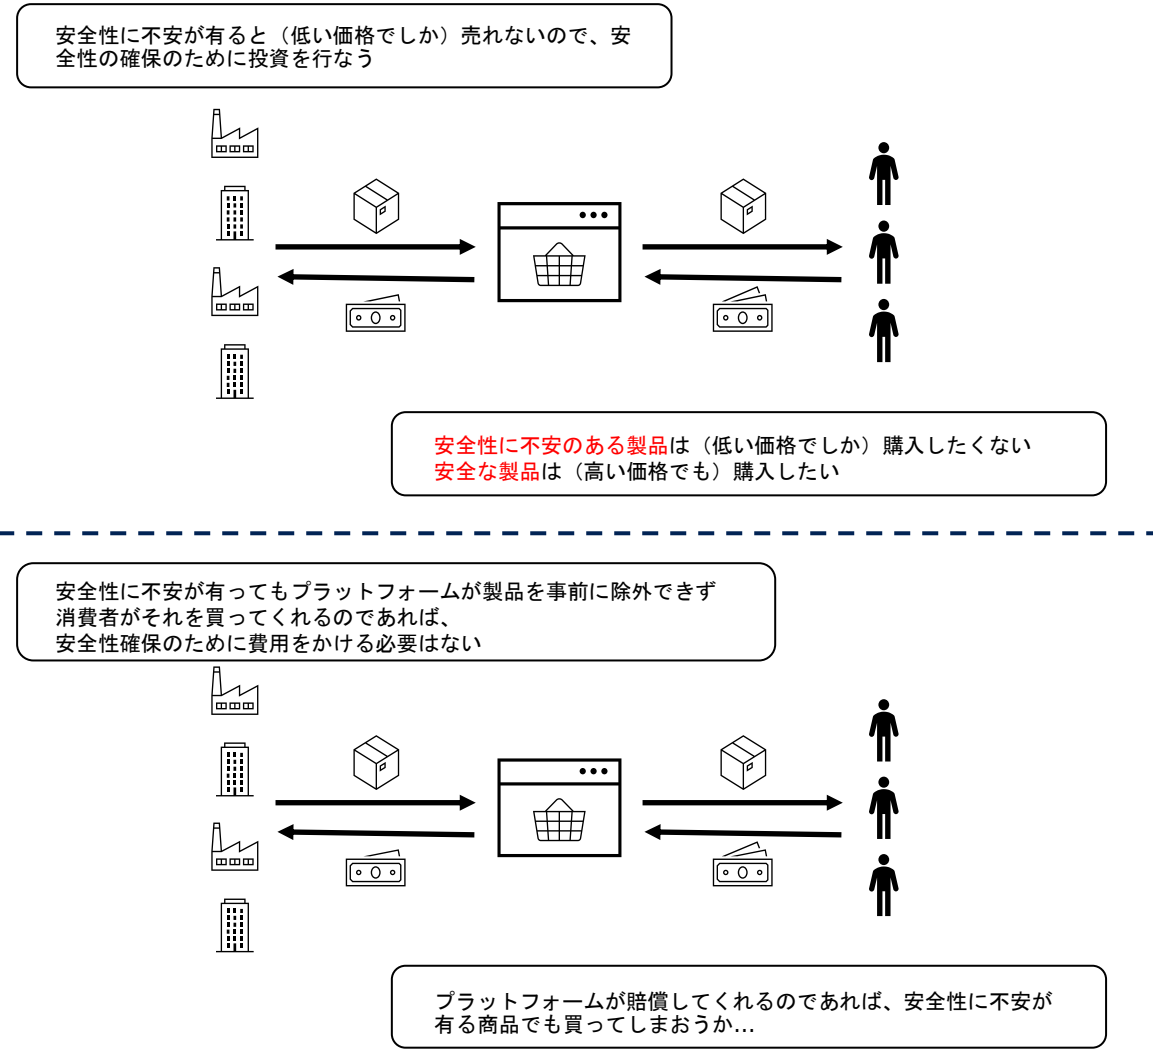 安全性に不安が有ると（低い価格でしか）売れないので、安
全性の確保のために投資を行なう
安全性に不安のある製品は（低い価格でしか）購入したくない
安全な製品は（高い価格でも）購入したい
安全性に不安が有ってもプラットフォームが製品を事前に除外できず
消費者がそれを買ってくれるのであれば、
安全性確保のために費用をかける必要はない
プラットフォームが賠償してくれるのであれば、安全性に不安が
有る商品でも買ってしまおうか…